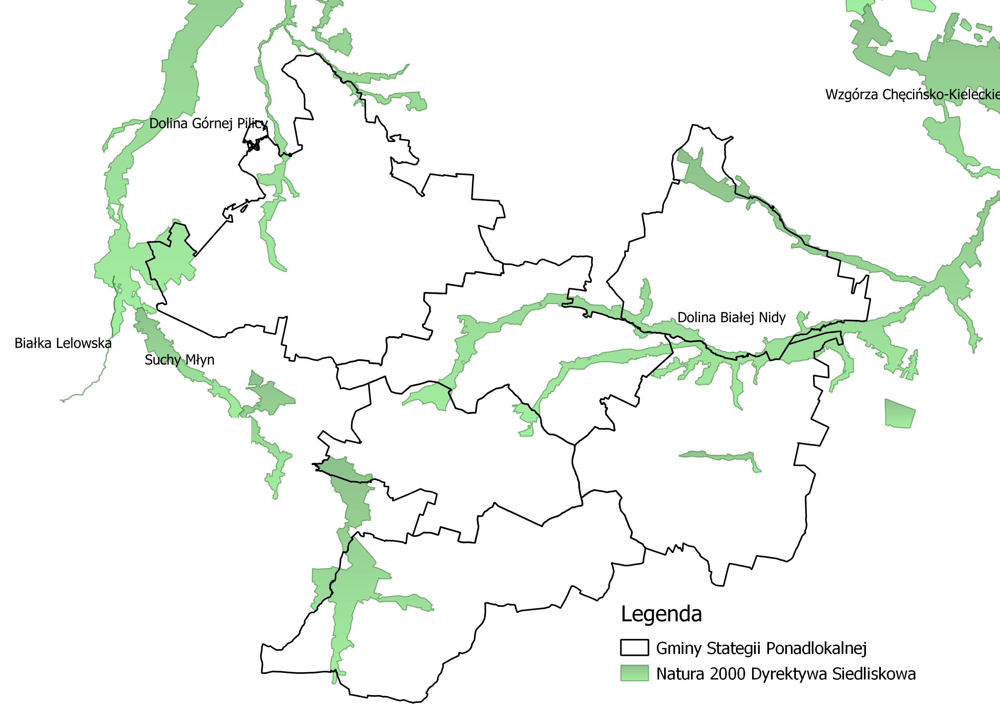 Wzgórza Chęcińsko-Kieleckie
Dolina Górnej Pilicy
Dolina Białej Nidy
Białka Lelowska
Suchy Młyn
Legenda
Gminy Stategii Ponadlokalnej
Natura 2000 Dyrektywa Siedliskowa